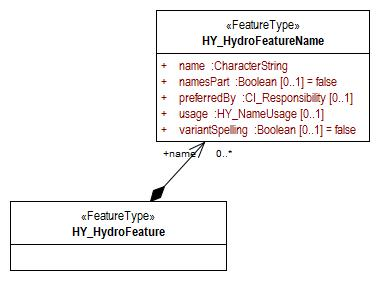 «FeatureType»
HY_HydroFeatureName
+ name :CharacterString
+ namesPart :Boolean [0..1] = false
+ preferredBy :CI_Responsibility [0..1]
+ usage :HY_NameUsage [0..1]
+ variantSpelling :Boolean [0..1] = false
+name 0..*
«FeatureType»
HY_HydroFeature